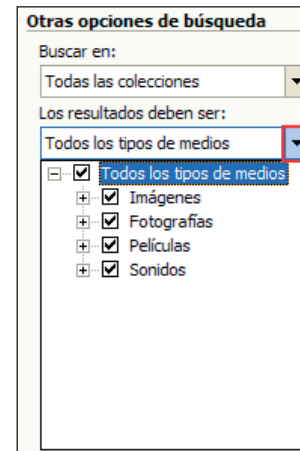 Otras opciones de búsqueda
Buscar en:
Todas las colecciones
Los resultados deben ser:
Todos los tipos de medios
Todos los tipos de medios
Imágenes
Fotografías
Películas
Sonidos